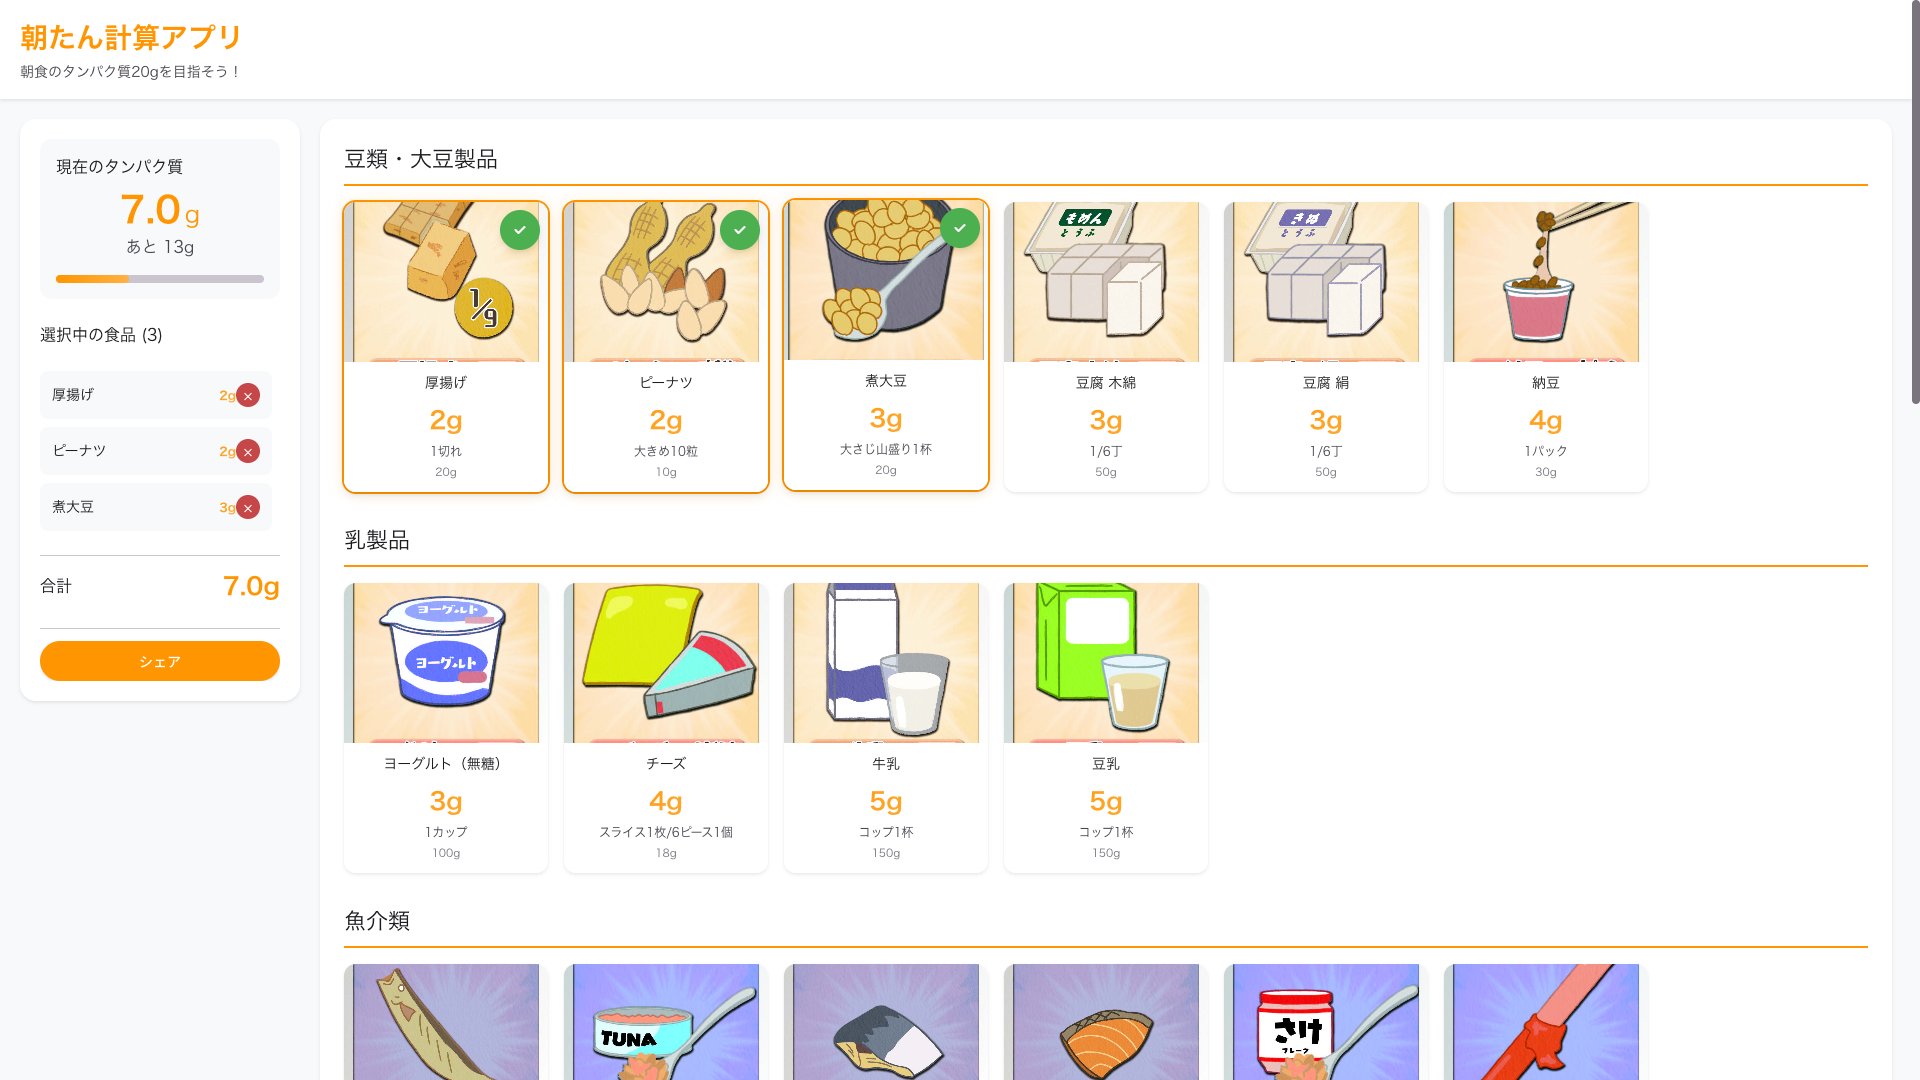 朝たん計算アプリ
朝食のタンパク質20gを目指そう！
現在のタンパク質
7.0 g
あと 13g
選択中の食品 (3)
厚揚げ 2g ×
ピーナツ 2g ×
煮大豆 3g ×
合計 7.0g
シェア
豆類・大豆製品
1/9
厚揚げ
2g
1切れ
20g
ピーナツ
2g
大きめ10粒
10g
煮大豆
3g
大さじ山盛り1杯
20g
もめん
とうふ
豆腐 木綿
3g
1/6丁
50g
きぬ
とうふ
豆腐 絹
3g
1/6丁
50g
納豆
4g
1パック
30g
乳製品
ヨーグルト
ヨーグルト
ヨーグルト（無糖）
3g
1カップ
100g
チーズ
4g
スライス1枚/6ピース1個
18g
牛乳
5g
コップ1杯
150g
豆乳
5g
コップ1杯
150g
魚介類
TUNA
さけ
フレーク